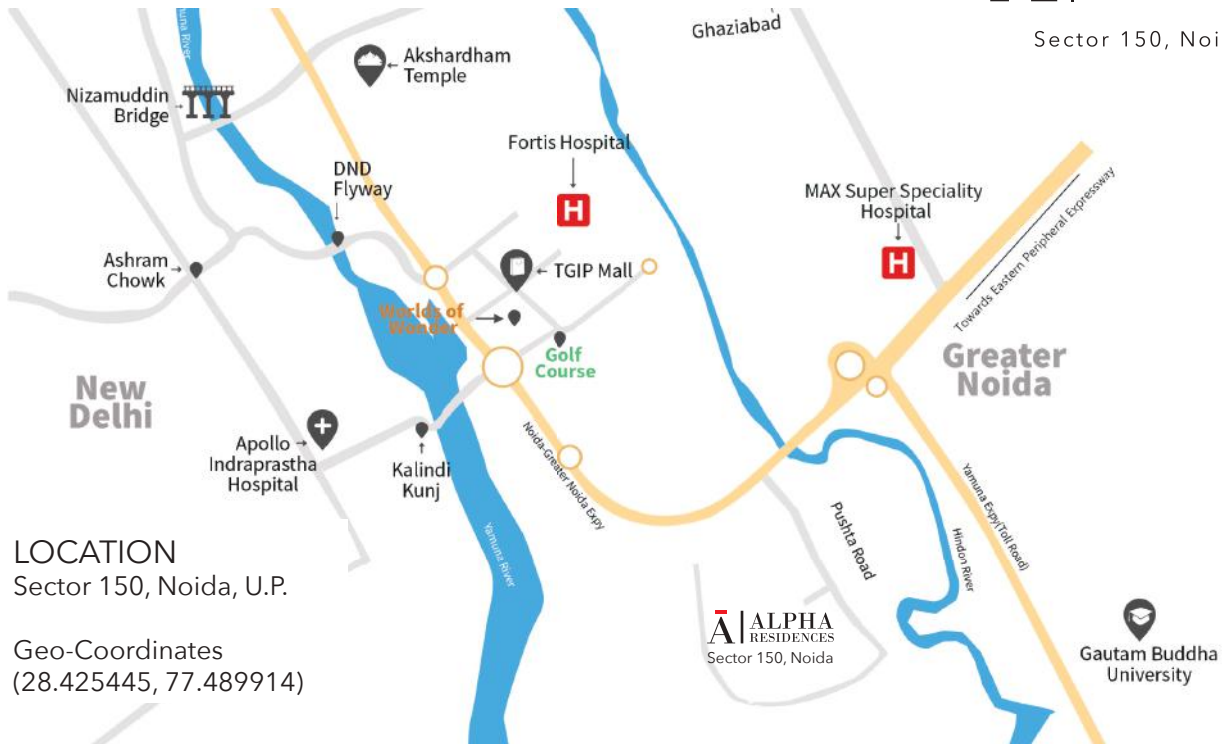 Ghaziabad
Sector 150, Noi
Yamuna River
Akshardham
Temple
Nizamuddin
Bridge
Fortis Hospital
DND
Flyway
MAX Super Speciality
Hospital
Towards Eastern Peripheral Expressway
Ashram
Chowk
TGIP Mall
Worlds of
Wonder
Golf
Course
Greater
Noida
New
Delhi
Apollo
Indraprastha
Hospital
Kalindi
Kunj
Noida-Greater Noida Expy
Yamuna River
Pushta Road
Hindon River
Yamuna Expy(Toll Road)
LOCATION
Sector 150, Noida, U.P.
Geo-Coordinates
(28.425445, 77.489914)
A ALPHA
RESIDENCES
Sector 150, Noida
Gautam Buddha
University